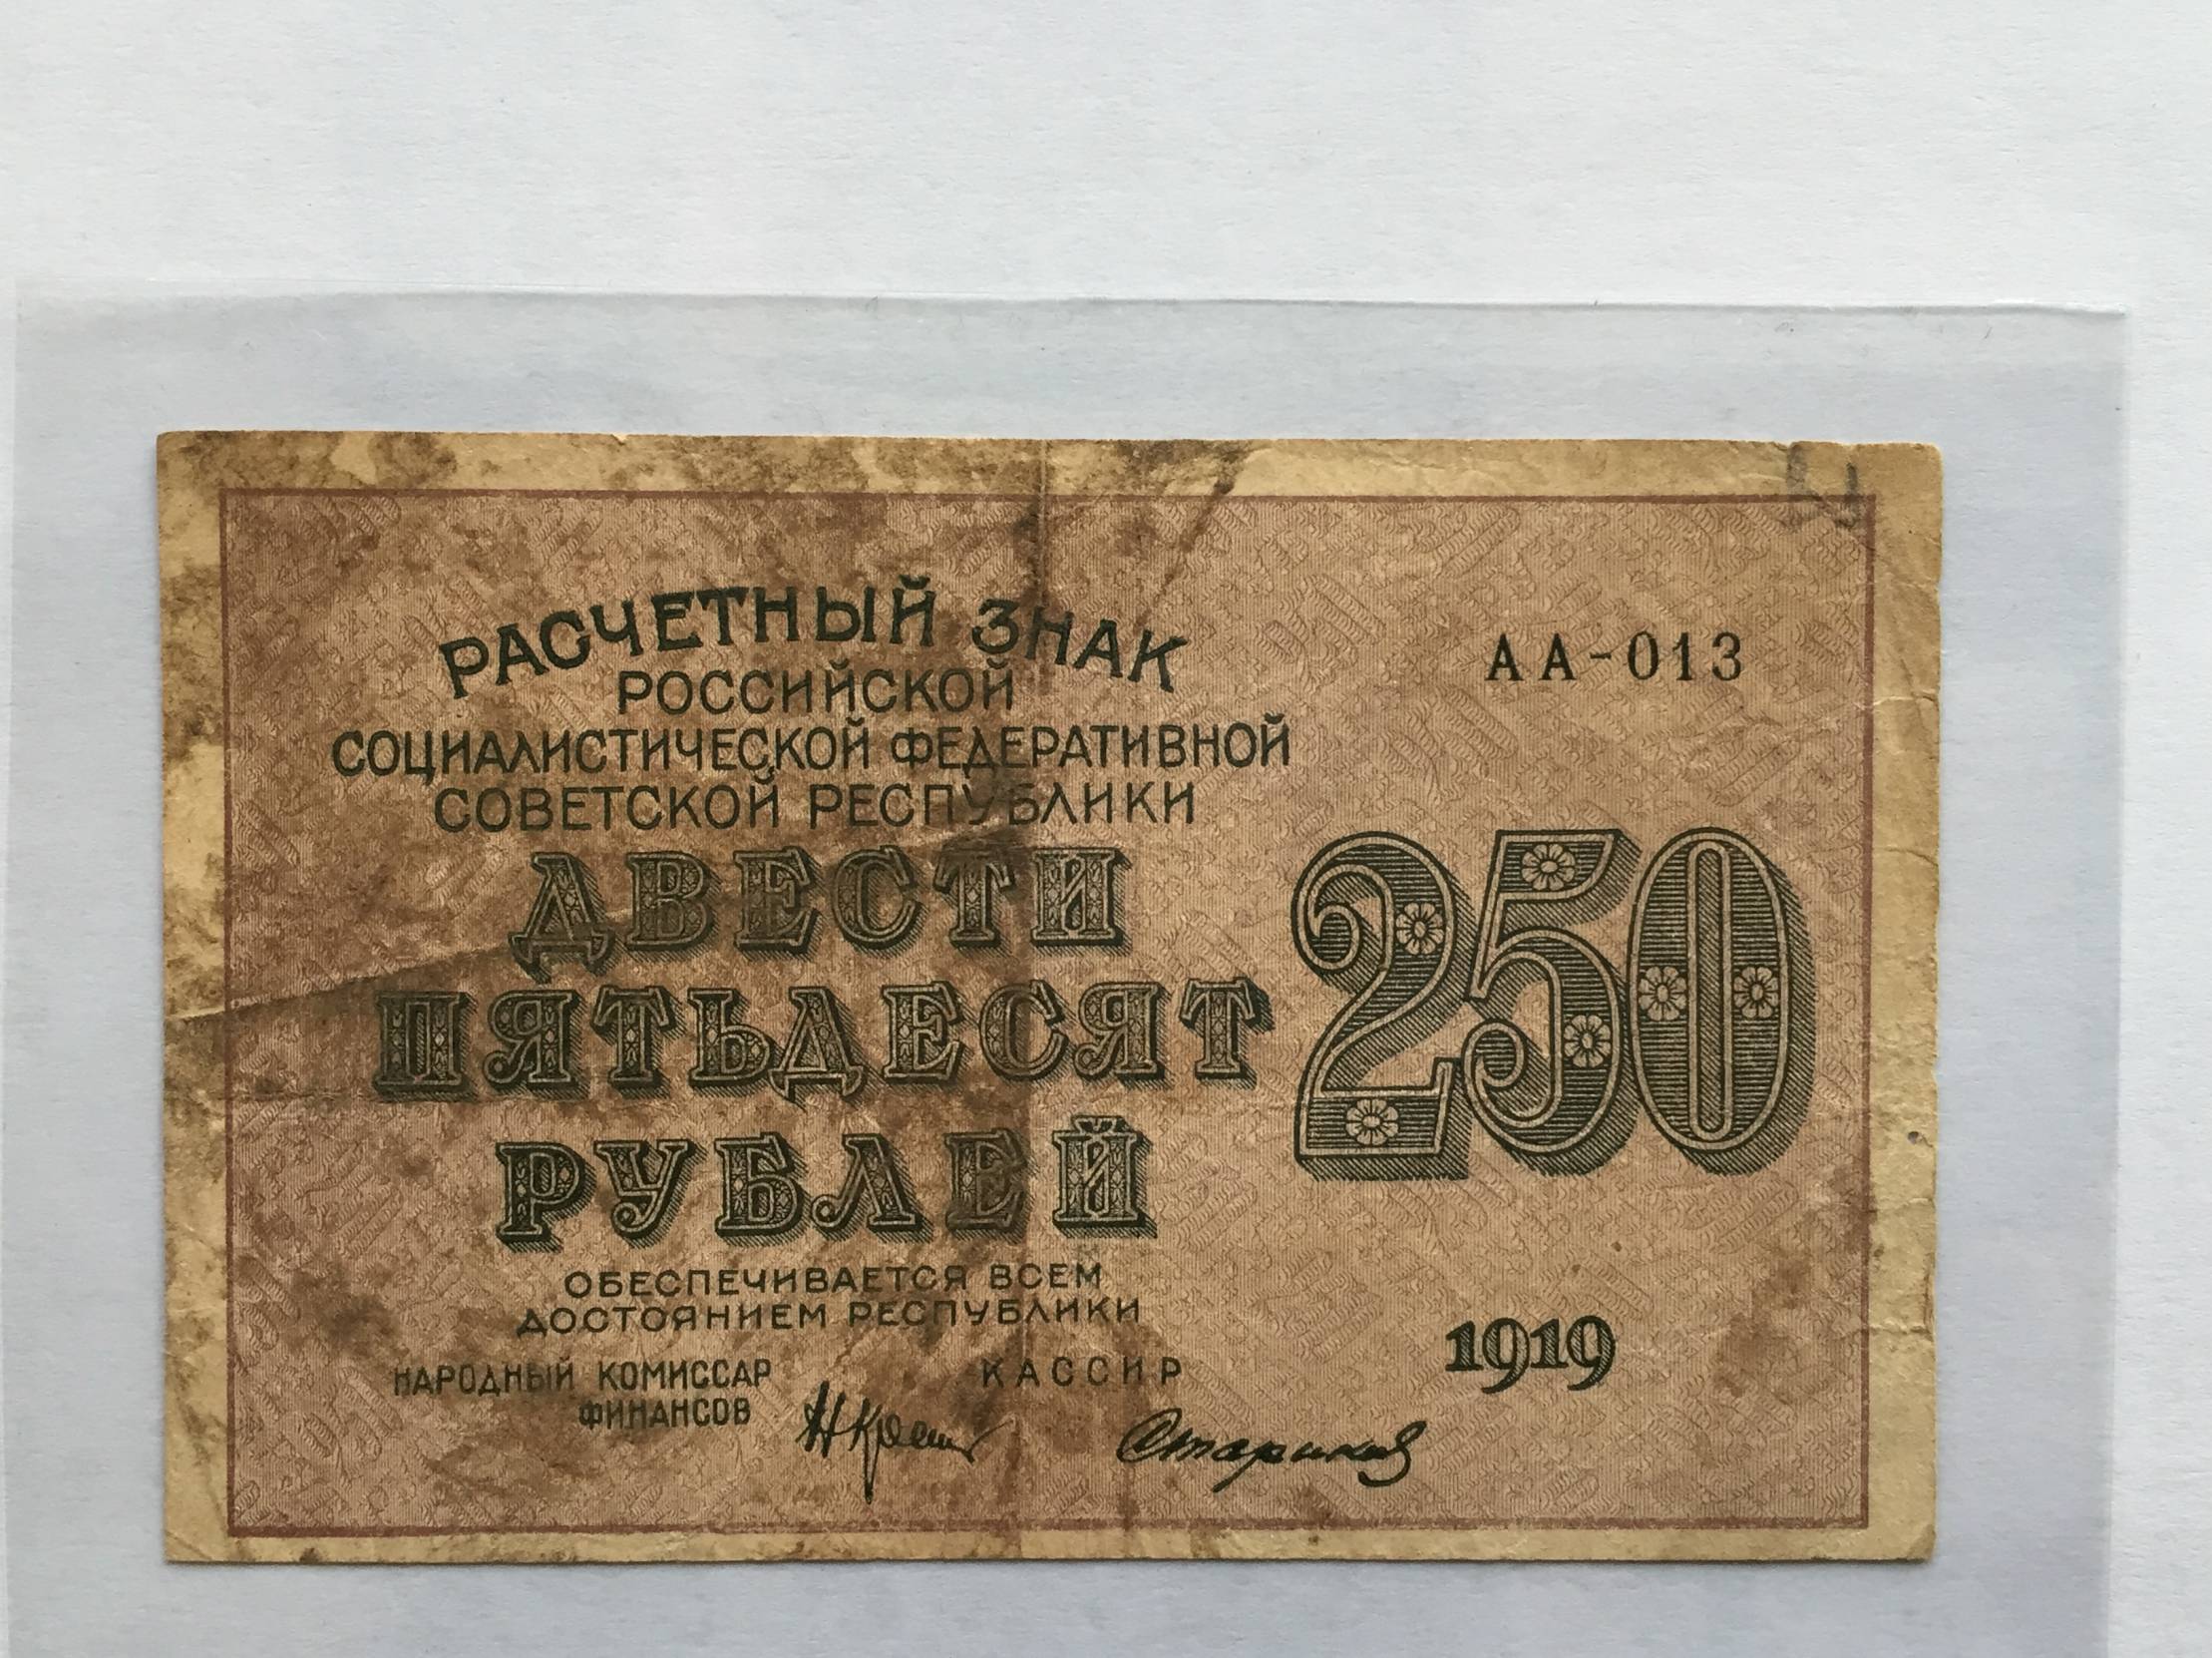 РАСЧЕТНЫЙ ЗНАК
РОССИЙСКОЙ
СОЦИАЛИСТИЧЕСКОЙ ФЕДЕРАТИВНОЙ
СОВЕТСКОЙ РЕСПУБЛИКИ
АА-013
ДВЕСТИ
ПЯТЬДЕСЯТ
РУБЛЕЙ
250
ОБЕСПЕЧИВАЕТСЯ ВСЕМ
ДОСТОЯНИЕМ РЕСПУБЛИКИ
1919
НАРОДНЫЙ КОМИССАР
ФИНАНСОВ
КАССИР